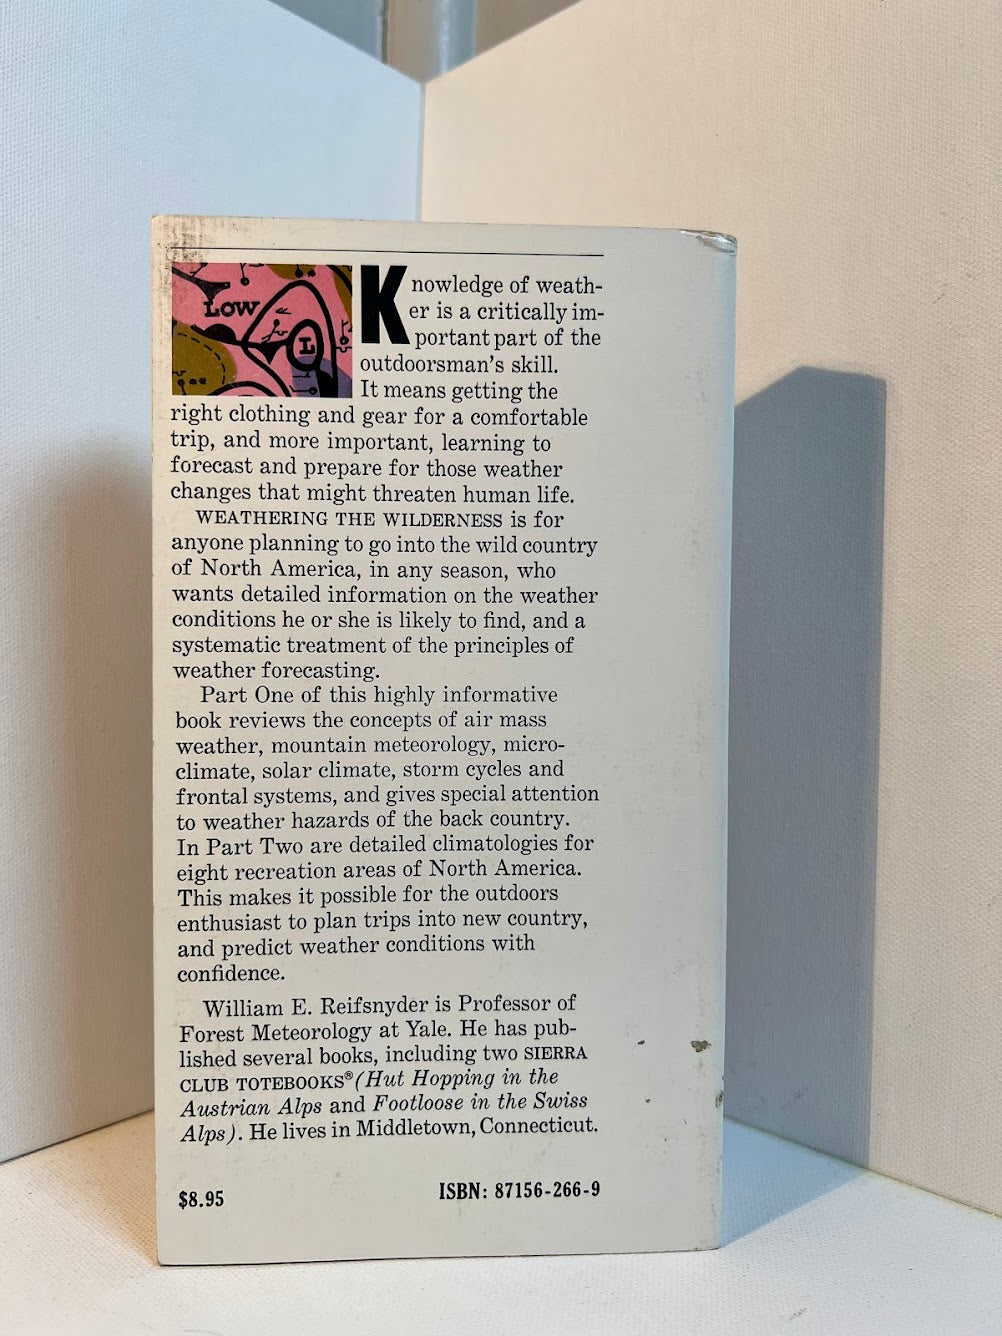 LOW
L
Knowledge of weath-
er is a critically im-
portant part of the
outdoorsman's skill.
It means getting the
right clothing and gear for a comfortable
trip, and more important, learning to
forecast and prepare for those weather
changes that might threaten human life.
WEATHERING THE WILDERNESS is for
anyone planning to go into the wild country
of North America, in any season, who
wants detailed information on the weather
conditions he or she is likely to find, and a
systematic treatment of the principles of
weather forecasting.
Part One of this highly informative
book reviews the concepts of air mass
weather, mountain meteorology, micro-
climate, solar climate, storm cycles and
frontal systems, and gives special attention
to weather hazards of the back country.
In Part Two are detailed climatologies for
eight recreation areas of North America.
This makes it possible for the outdoors
enthusiast to plan trips into new country,
and predict weather conditions with
confidence.
William E. Reifsnyder is Professor of
Forest Meteorology at Yale. He has pub-
lished several books, including two SIERRA
CLUB TOTEBOOKS® (Hut Hopping in the
Austrian Alps and Footloose in the Swiss
Alps). He lives in Middletown, Connecticut.
$8.95
ISBN: 87156-266-9